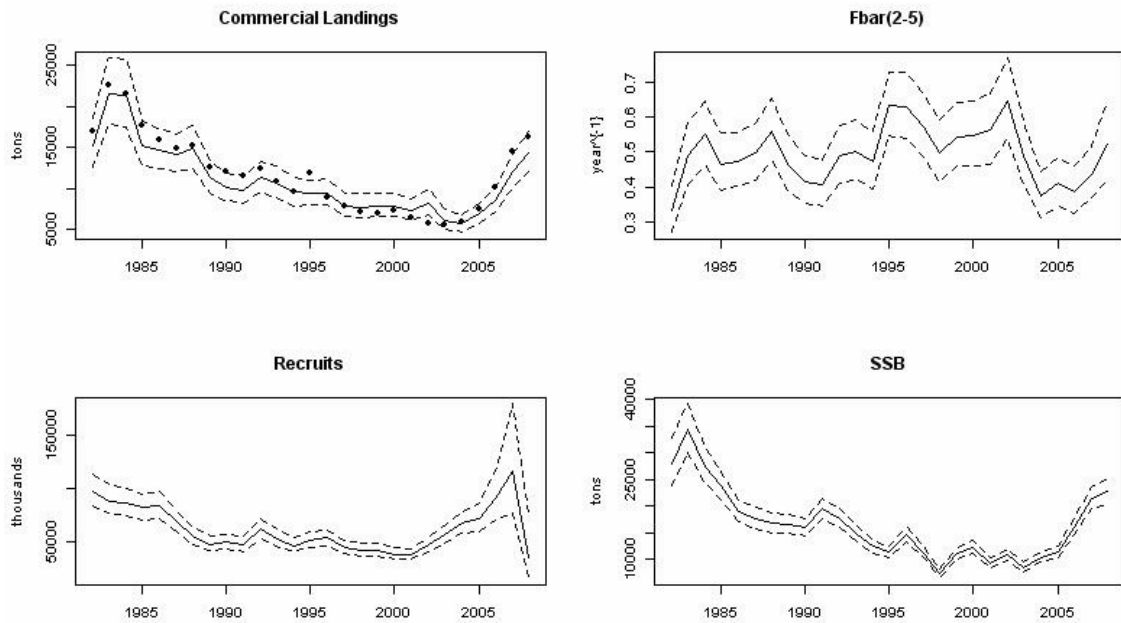 Commercial Landings
tons
25000
15000
5000
1985 1990 1995 2000 2005
Fbar(2-5)
year^{-1}
0.7
0.6
0.5
0.4
0.3
1985 1990 1995 2000 2005
Recruits
thousands
150000
50000
1985 1990 1995 2000 2005
SSB
tons
40000
25000
10000
1985 1990 1995 2000 2005